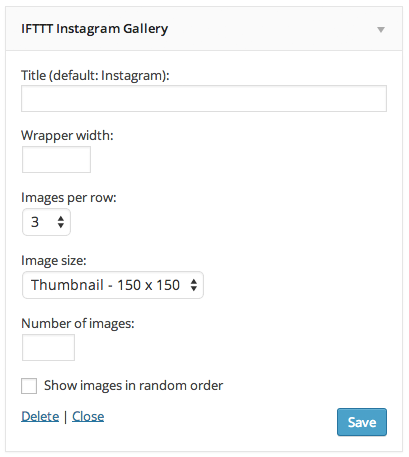 IFTTT Instagram Gallery
Title (default: Instagram):
Wrapper width:
Images per row:
3
Image size:
Thumbnail - 150 x 150
Number of images:
Show images in random order
Delete | Close
Save